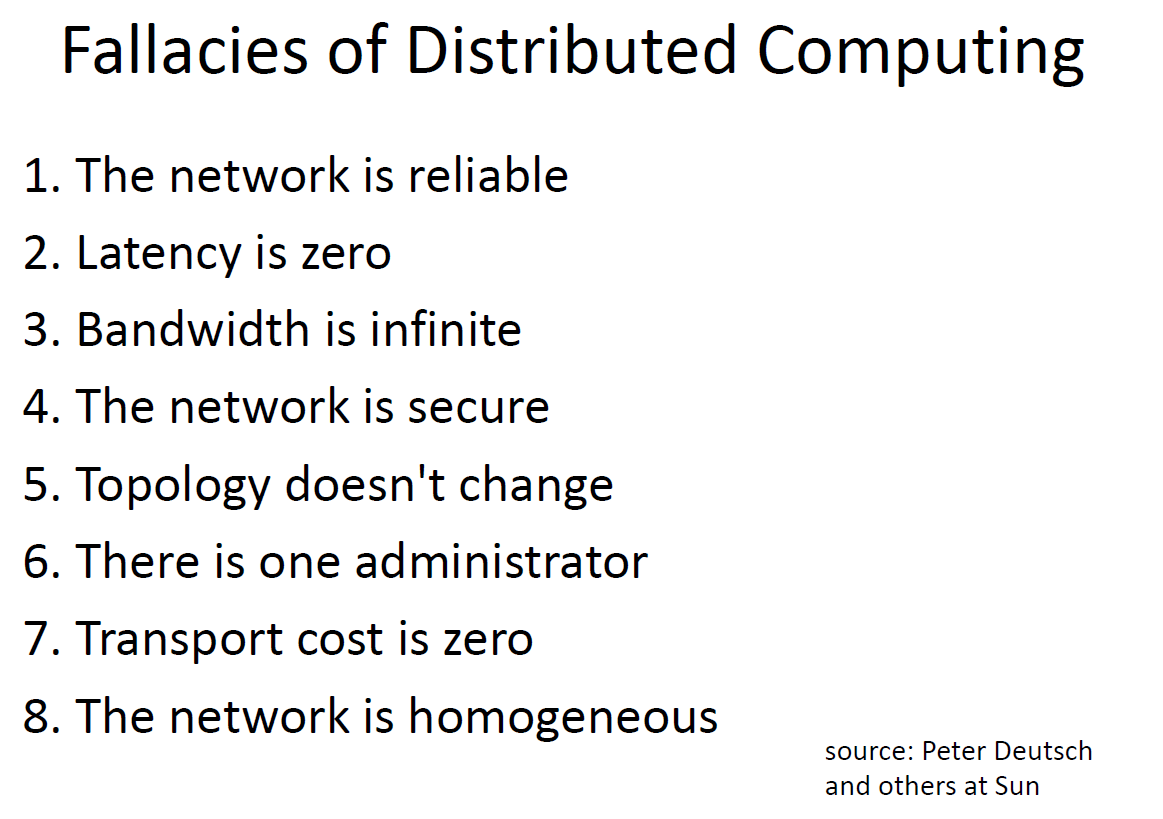 Fallacies of Distributed Computing
1. The network is reliable
2. Latency is zero
3. Bandwidth is infinite
4. The network is secure
5. Topology doesn't change
6. There is one administrator
7. Transport cost is zero
8. The network is homogeneous
source: Peter Deutsch
and others at Sun